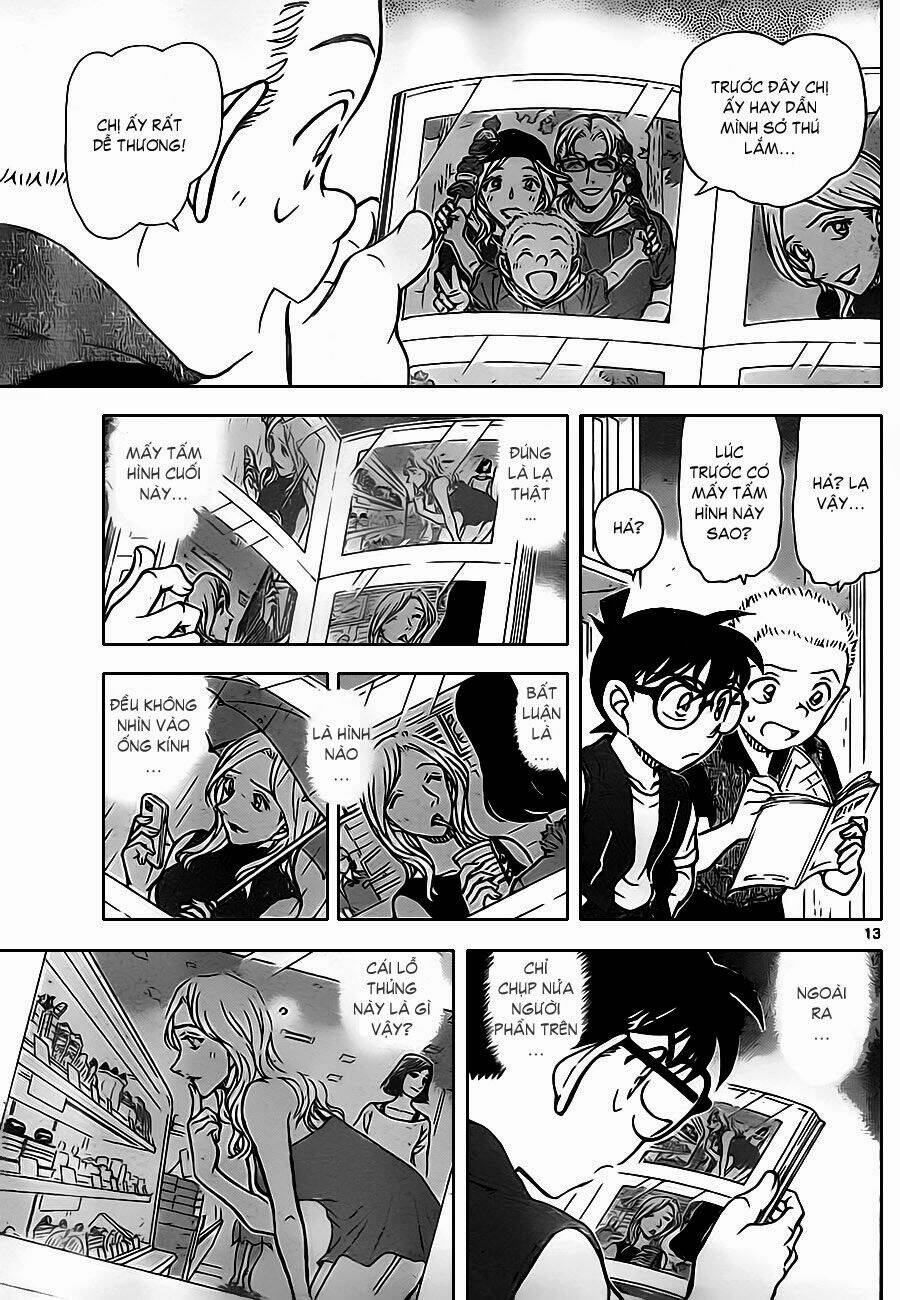 TRƯỚC ĐÂY CHỊ
ẤY HAY DẪN
MÌNH SỞ THÚ
LẮM...
CHỊ ẤY RẤT
DỄ THƯƠNG!
HẢ? LẠ
VẬY...
LÚC
TRƯỚC CÓ
MẤY TẤM
HÌNH NÀY
SAO?
HẢ?
ĐÚNG
LÀ LẠ
THẬT
...
MẤY TẤM
HÌNH CUỐI
NÀY...
BẤT
LUẬN
LÀ
LÀ HÌNH
NÀO
...
ĐỀU KHÔNG
NHÌN VÀO
ỐNG KÍNH
...
13
NGOÀI
RA
CHỈ
CHỤP NỬA
NGƯỜI
PHẦN TRÊN
...
CÁI LỖ
THỦNG
NÀY LÀ GÌ
VẬY?